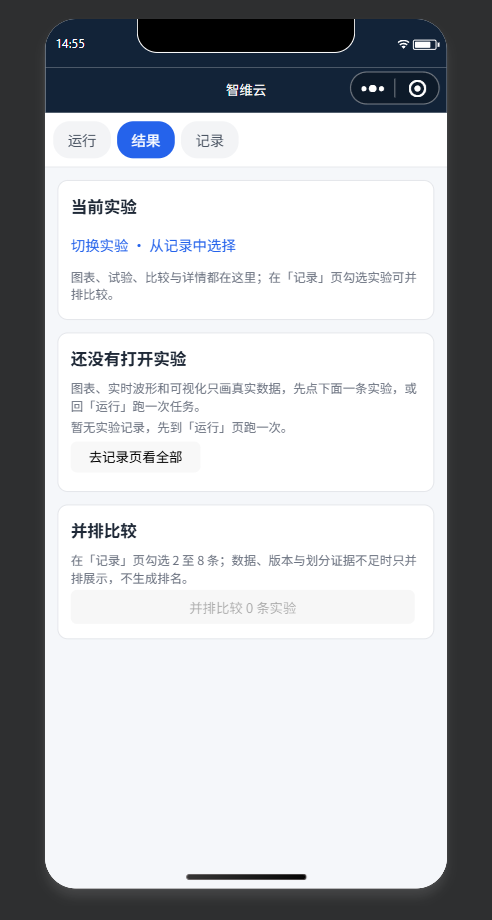 14:55
智维云
运行
结果
记录
当前实验
切换实验 · 从记录中选择
图表、试验、比较与详情都在这里；在「记录」页勾选实验可并
排比较。
还没有打开实验
图表、实时波形和可视化只画真实数据，先点下面一条实验，或
回「运行」跑一次任务。
暂无实验记录，先到「运行」页跑一次。
去记录页看全部
并排比较
在「记录」页勾选 2 至 8 条；数据、版本与划分证据不足时只并
排展示，不生成排名。
并排比较 0 条实验